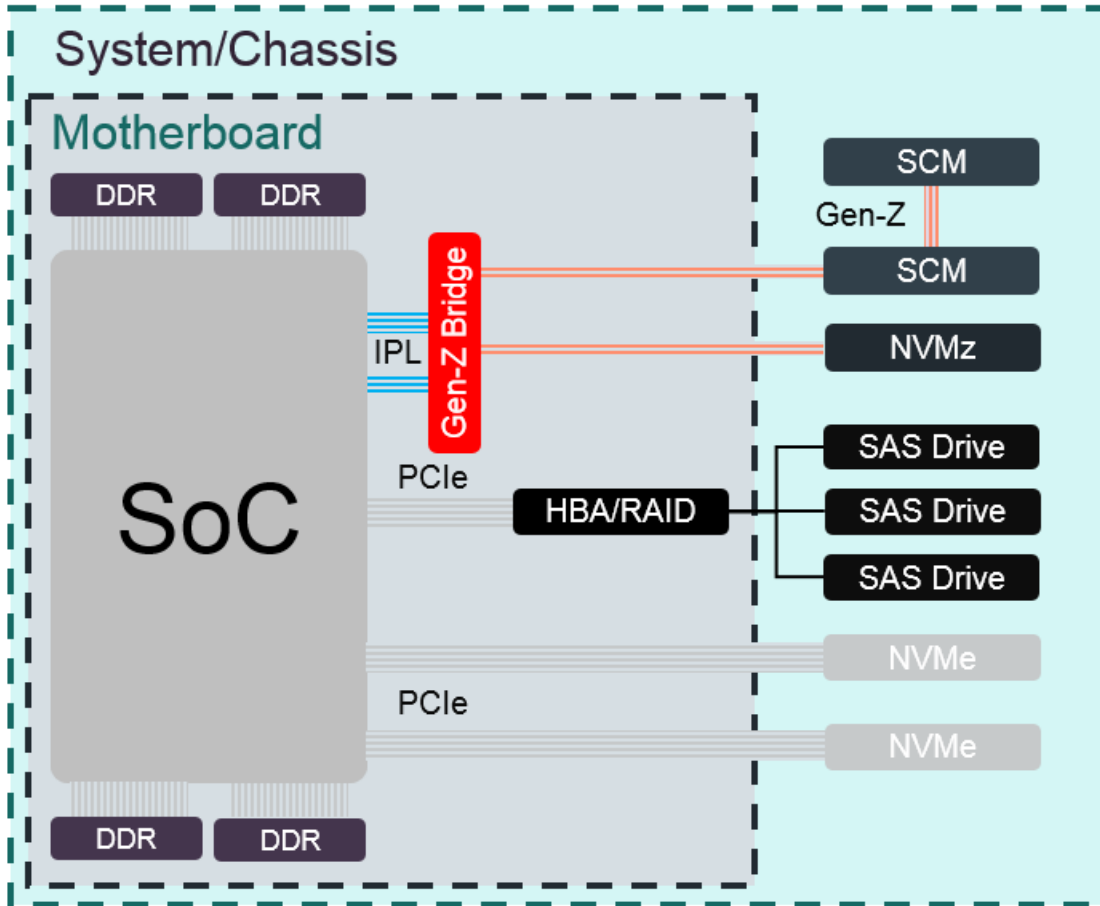 System/Chassis
Motherboard
DDR
DDR
SCM
Gen-Z
SCM
Gen-Z Bridge
IPL
NVMz
SoC
PCIe
HBA/RAID
SAS Drive
SAS Drive
SAS Drive
NVMe
PCIe
NVMe
DDR
DDR